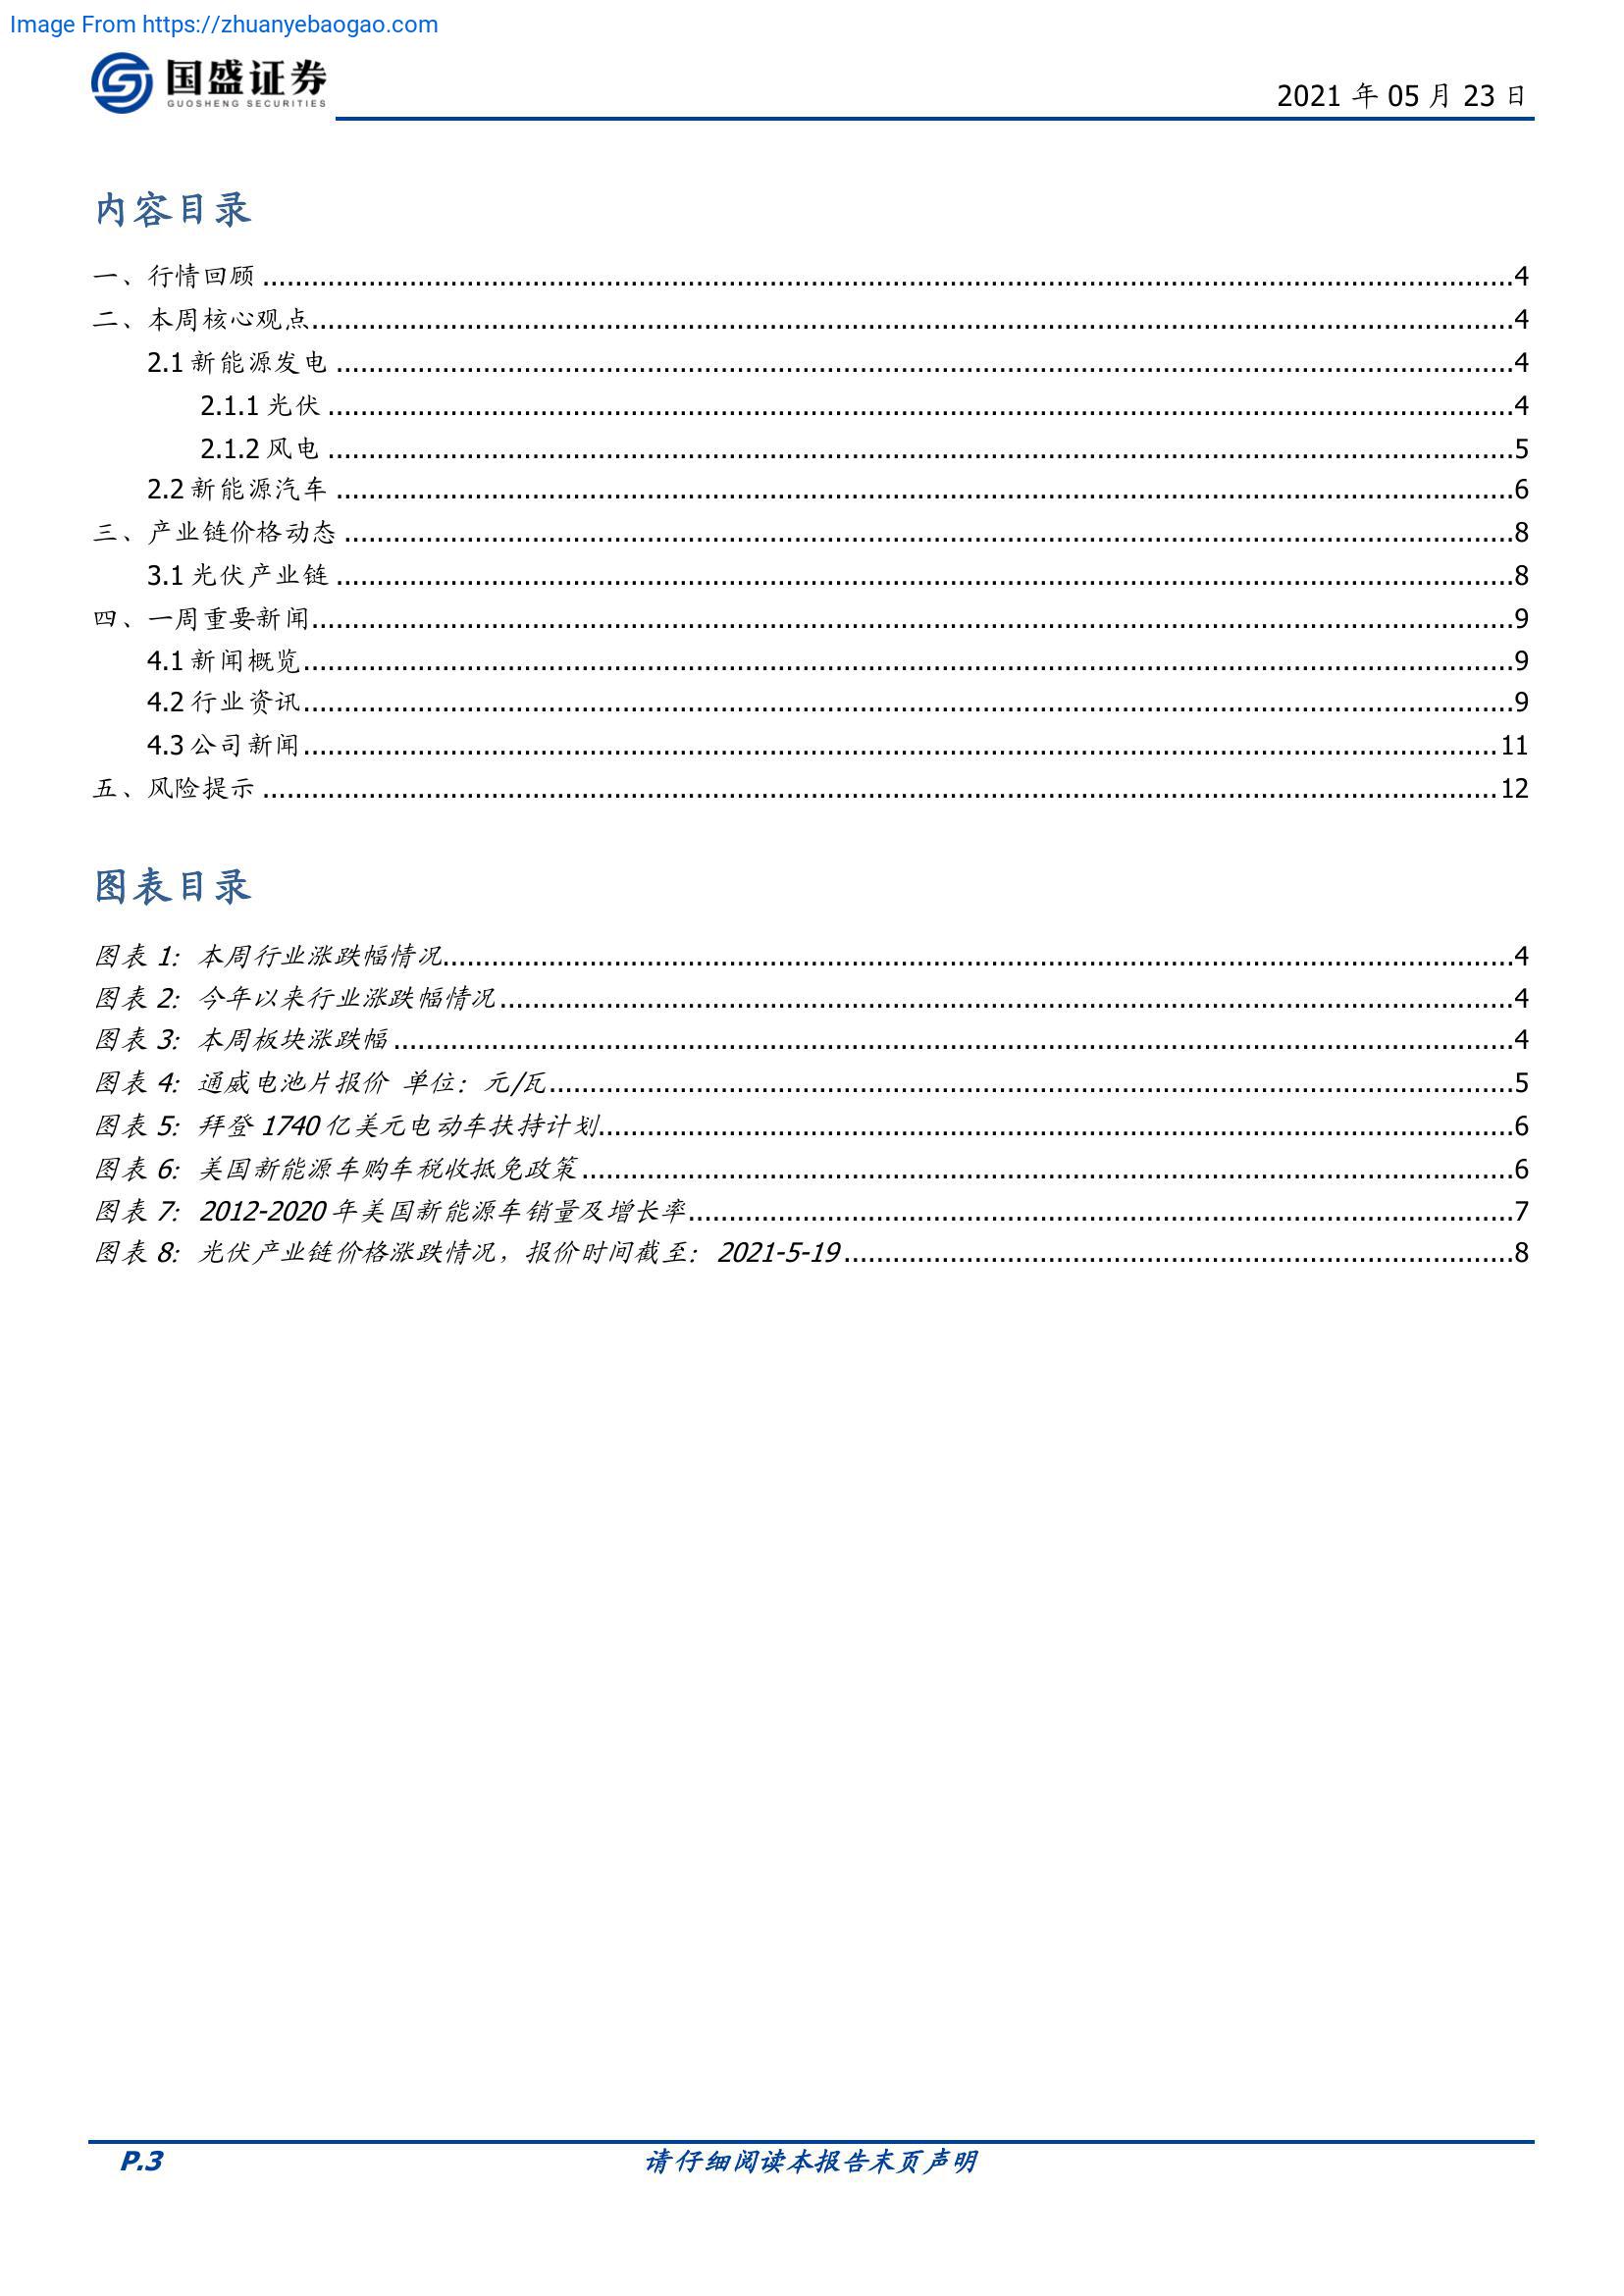 Image From https://zhuanyebaogao.com
国盛证券
GUOSHENG SECURITIES
2021 年 05 月 23 日
内容目录
一、行情回顾 ........ 4
二、本周核心观点 ........ 4
2.1 新能源发电 ........ 4
2.1.1 光伏 ........ 4
2.1.2 风电 ........ 5
2.2 新能源汽车 ........ 6
三、产业链价格动态 ........ 8
3.1 光伏产业链 ........ 8
四、一周重要新闻 ........ 9
4.1 新闻概览 ........ 9
4.2 行业资讯 ........ 9
4.3 公司新闻 ........ 11
五、风险提示 ........ 12
图表目录
图表 1：本周行业涨跌幅情况 ........ 4
图表 2：今年以来行业涨跌幅情况 ........ 4
图表 3：本周板块涨跌幅 ........ 4
图表 4：通威电池片报价 单位：元/瓦 ........ 5
图表 5：拜登 1740 亿美元电动车扶持计划 ........ 6
图表 6：美国新能源车购车税收抵免政策 ........ 6
图表 7：2012-2020 年美国新能源车销量及增长率 ........ 7
图表 8：光伏产业链价格涨跌情况，报价时间截至：2021-5-19 ........ 8
P.3
请仔细阅读本报告末页声明